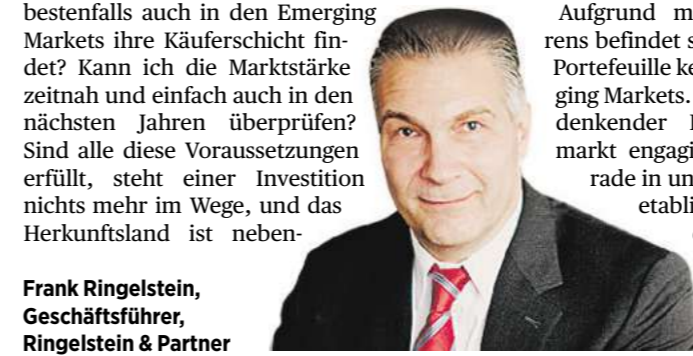 bestenfalls auch in den Emerging
Markets ihre Käuferschicht fin-
det? Kann ich die Marktstärke
zeitnah und einfach auch in den
nächsten Jahren überprüfen?
Sind alle diese Voraussetzungen
erfüllt, steht einer Investition
nichts mehr im Wege, und das
Herkunftsland ist neben-
Frank Ringelstein,
Geschäftsführer,
Ringelstein & Partner
Aufgrund m
rens befindet s
Portefeuille ke
ging Markets.
denkender
markt engagi
rade in un
etabli